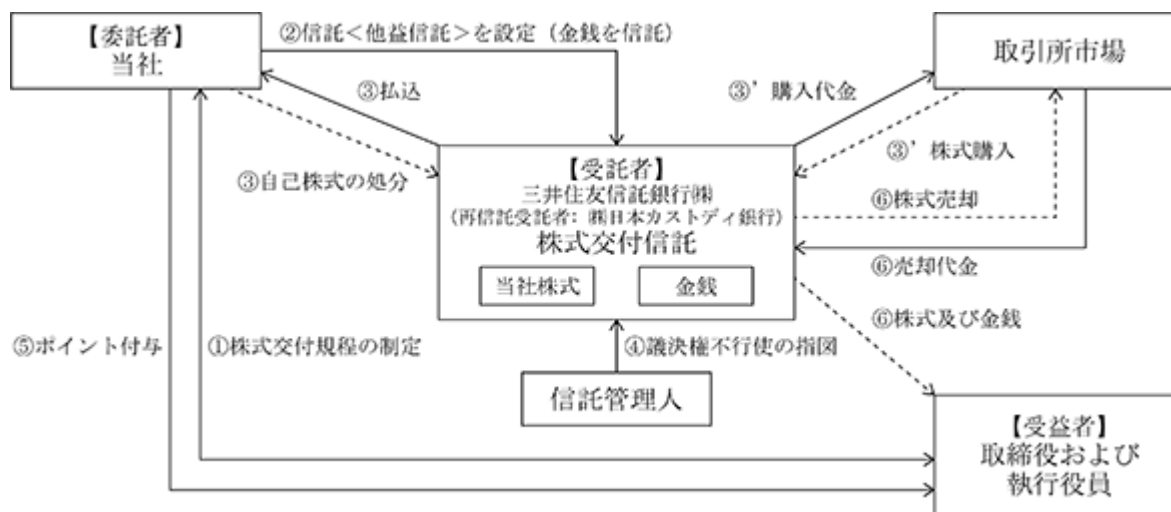 【委託者】
当社
②信託<他益信託>を設定（金銭を信託）
取引所市場
③払込
③’購入代金
③自己株式の処分
【受託者】
三井住友信託銀行㈱
（再信託受託者：㈱日本カストディ銀行）
株式交付信託
当社株式
金銭
③’株式購入
⑥株式売却
⑥売却代金
⑥株式及び金銭
⑤ポイント付与
①株式交付規程の制定
④議決権不行使の指図
信託管理人
【受益者】
取締役および
執行役員